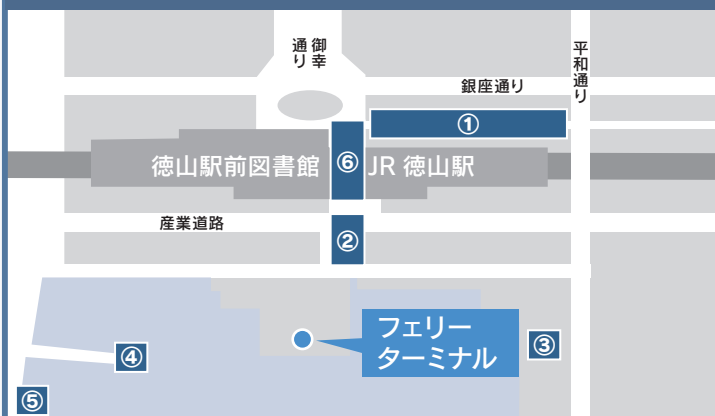 御幸
通り
平和通り
銀座通り
①
徳山駅前図書館
⑥
JR 徳山駅
産業道路
②
フェリー
ターミナル
③
④
⑤